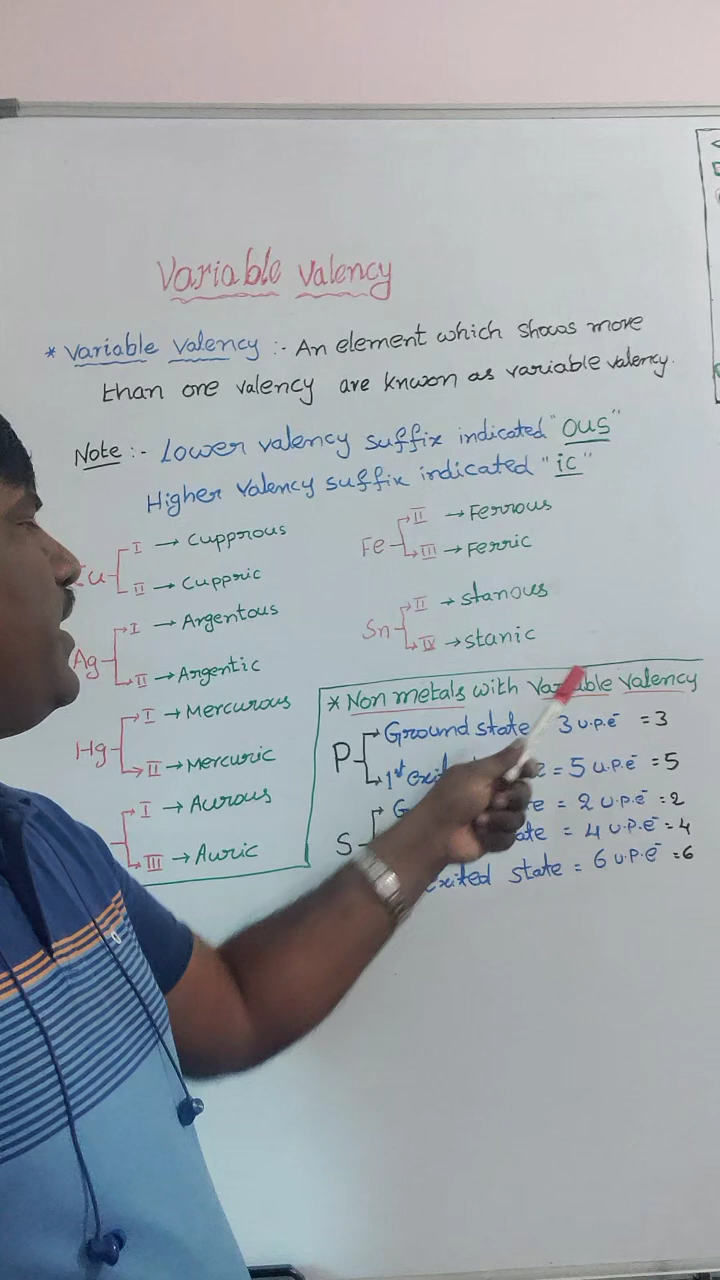 Variable Valency
* Variable Valency :- An element which shows more
than one valency are knwon as variable valency.
Note :- Lower valency suffix indicated "ous"
Higher Valency suffix indicated "ic"
I → Cupprous
II → Cuppric
Ag
I → Argentous
II → Argentic
Hg
I → Mercurous
II → Mercuric
I → Aurous
III → Auric
Fe
II → Ferrous
III → Ferric
Sn
II → stanous
IV → stanic
* Non metals with Variable Valency
P
Ground state 3 u.p.e⁻ = 3
1st = 5 u.p.e⁻ = 5
S
= 2 u.p.e⁻ = 2
= 4 u.p.e⁻ = 4
state = 6 u.p.e⁻ = 6